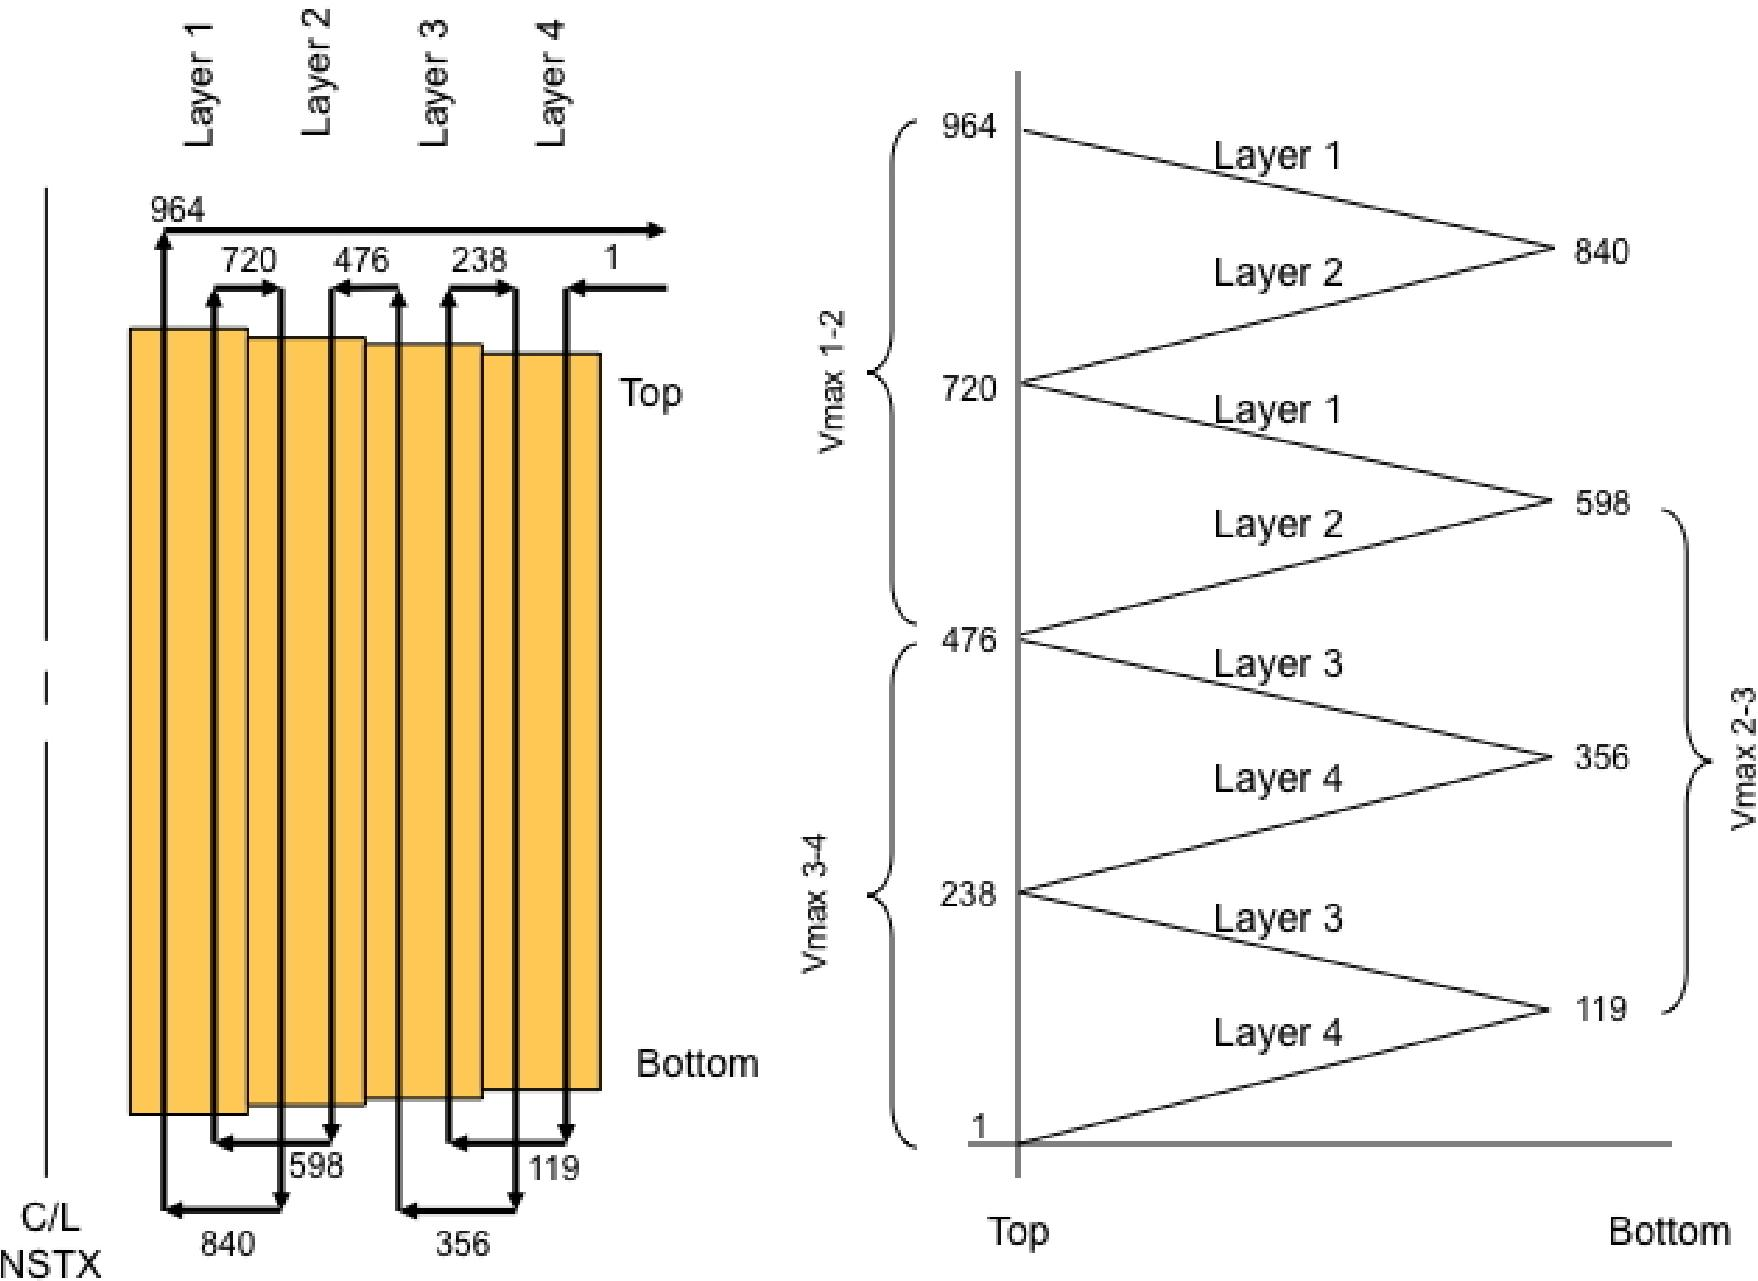 Layer 1
Layer 2
Layer 3
Layer 4
964
720
476
238
1
Top
Bottom
598
119
840
356
C/L
NSTX
964
Layer 1
840
Layer 2
Vmax 1-2
720
Layer 1
598
Layer 2
476
Layer 3
356
Vmax 2-3
Layer 4
Vmax 3-4
238
Layer 3
119
Layer 4
1
Top
Bottom